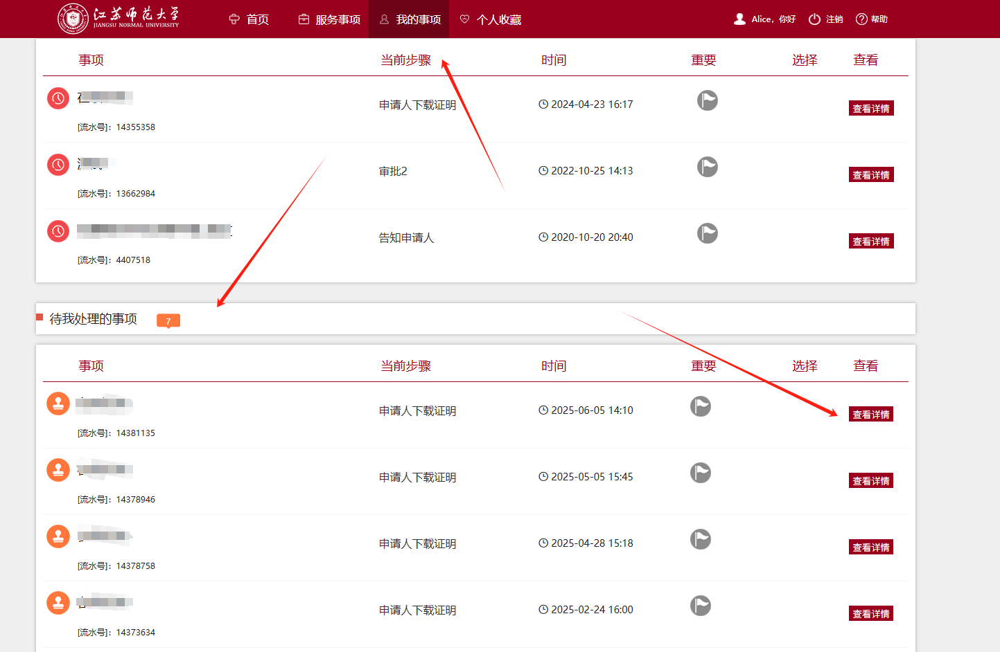 江苏师范大学
JIANGSU NORMAL UNIVERSITY
首页 服务事项 我的事项 个人收藏 Alice，你好 注销 帮助
事项 当前步骤 时间 重要 选择 查看
申请人下载证明 2024-04-23 16:17 查看详情
[流水号]：14355358
审批2 2022-10-25 14:13 查看详情
[流水号]：13662984
告知申请人 2020-10-20 20:40 查看详情
[流水号]：4407518
待我处理的事项 7
事项 当前步骤 时间 重要 选择 查看
申请人下载证明 2025-06-05 14:10 查看详情
[流水号]：14381135
申请人下载证明 2025-05-05 15:45 查看详情
[流水号]：14378946
申请人下载证明 2025-04-28 15:18 查看详情
[流水号]：14378758
申请人下载证明 2025-02-24 16:00 查看详情
[流水号]：14373634